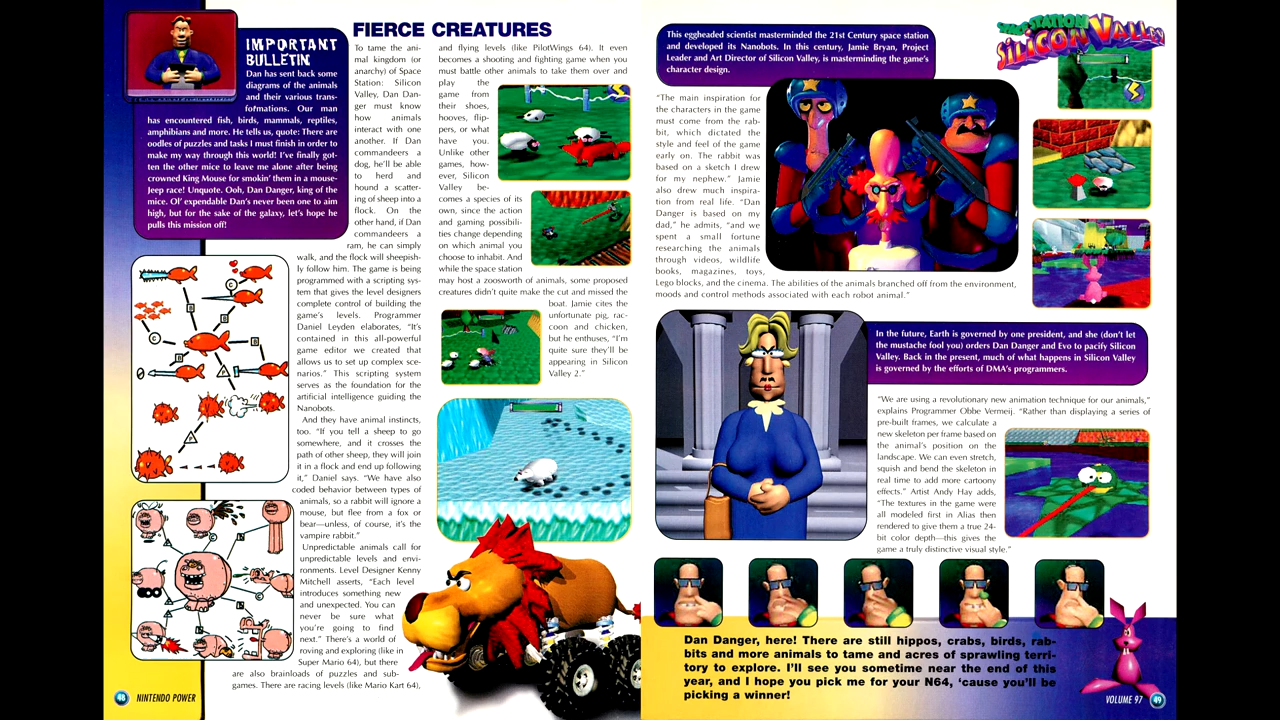 IMPORTANT
BULLETIN
Dan has sent back some
diagrams of the animals
and their various trans-
formations. Our man
has encountered fish, birds, mammals, reptiles,
amphibians and more. He tells us, quote: There are
oodles of puzzles and tasks I must finish in order to
make my way through this world! I've finally got-
ten the other mice to leave me alone after being
crowned King Mouse for smokin' them in a mouse-
Jeep race! Unquote. Ooh, Dan Danger, king of the
mice. Ol' expendable Dan's never been one to aim
high, but for the sake of the galaxy, let's hope he
pulls this mission off!
FIERCE CREATURES
To tame the ani-
mal kingdom (or
anarchy) of Space
Station: Silicon
Valley, Dan Dan-
ger must know
how animals
interact with one
another. If Dan
commandeers a
dog, he'll be able
to herd and
hound a scatter-
ing of sheep into a
flock. On the
other hand, if Dan
commandeers a
ram, he can simply
walk, and the flock will sheepish-
ly follow him. The game is being
programmed with a scripting sys-
tem that gives the level designers
complete control of building the
game's levels. Programmer
Daniel Leyden elaborates, "It's
contained in this all-powerful
game editor we created that
allows us to set up complex sce-
narios." This scripting system
serves as the foundation for the
artificial intelligence guiding the
Nanobots.
And they have animal instincts,
too. "If you tell a sheep to go
somewhere, and it crosses the
path of other sheep, they will join
it in a flock and end up following
it," Daniel says. "We have also
coded behavior between types of
animals, so a rabbit will ignore a
mouse, but flee from a fox or
bear—unless, of course, it's the
vampire rabbit."
Unpredictable animals call for
unpredictable levels and envi-
ronments. Level Designer Kenny
Mitchell asserts, "Each level
introduces something new
and unexpected. You can
never be sure what
you're going to find
next." There's a world of
roving and exploring (like in
Super Mario 64), but there
are also brainloads of puzzles and sub-
games. There are racing levels (like Mario Kart 64),
and flying levels (like PilotWings 64). It even
becomes a shooting and fighting game when you
must battle other animals to take them over and
play the
game from
their shoes,
hooves, flip-
pers, or what
have you.
Unlike other
games, how-
ever, Silicon
Valley be-
comes a species of its
own, since the action
and gaming possibili-
ties change depending
on which animal you
choose to inhabit. And
while the space station
may host a zoosworth of animals, some proposed
creatures didn't quite make the cut and missed the
boat. Jamie cites the
unfortunate pig, rac-
coon and chicken,
but he enthuses, "I'm
quite sure they'll be
appearing in Silicon
Valley 2."
48 NINTENDO POWER
This eggheaded scientist masterminded the 21st Century space station
and developed its Nanobots. In this century, Jamie Bryan, Project
Leader and Art Director of Silicon Valley, is masterminding the game's
character design.
THE STATION
SILICON VALLEY
"The main inspiration for
the characters in the game
must come from the rab-
bit, which dictated the
style and feel of the game
early on. The rabbit was
based on a sketch I drew
for my nephew." Jamie
also drew much inspira-
tion from real life. "Dan
Danger is based on my
dad," he admits, "and we
spent a small fortune
researching the animals
through videos, wildlife
books, magazines, toys,
Lego blocks, and the cinema. The abilities of the animals branched off from the environment,
moods and control methods associated with each robot animal."
In the future, Earth is governed by one president, and she (don't let
the mustache fool you) orders Dan Danger and Evo to pacify Silicon
Valley. Back in the present, much of what happens in Silicon Valley
is governed by the efforts of DMA's programmers.
"We are using a revolutionary new animation technique for our animals,"
explains Programmer Obbe Vermeij. "Rather than displaying a series of
pre-built frames, we calculate a
new skeleton per frame based on
the animal's position on the
landscape. We can even stretch,
squish and bend the skeleton in
real time to add more cartoony
effects." Artist Andy Hay adds,
"The textures in the game were
all modeled first in Alias then
rendered to give them a true 24-
bit color depth—this gives the
game a truly distinctive visual style."
Dan Danger, here! There are still hippos, crabs, birds, rab-
bits and more animals to tame and acres of sprawling terri-
tory to explore. I'll see you sometime near the end of this
year, and I hope you pick me for your N64, 'cause you'll be
picking a winner!
VOLUME 97 49